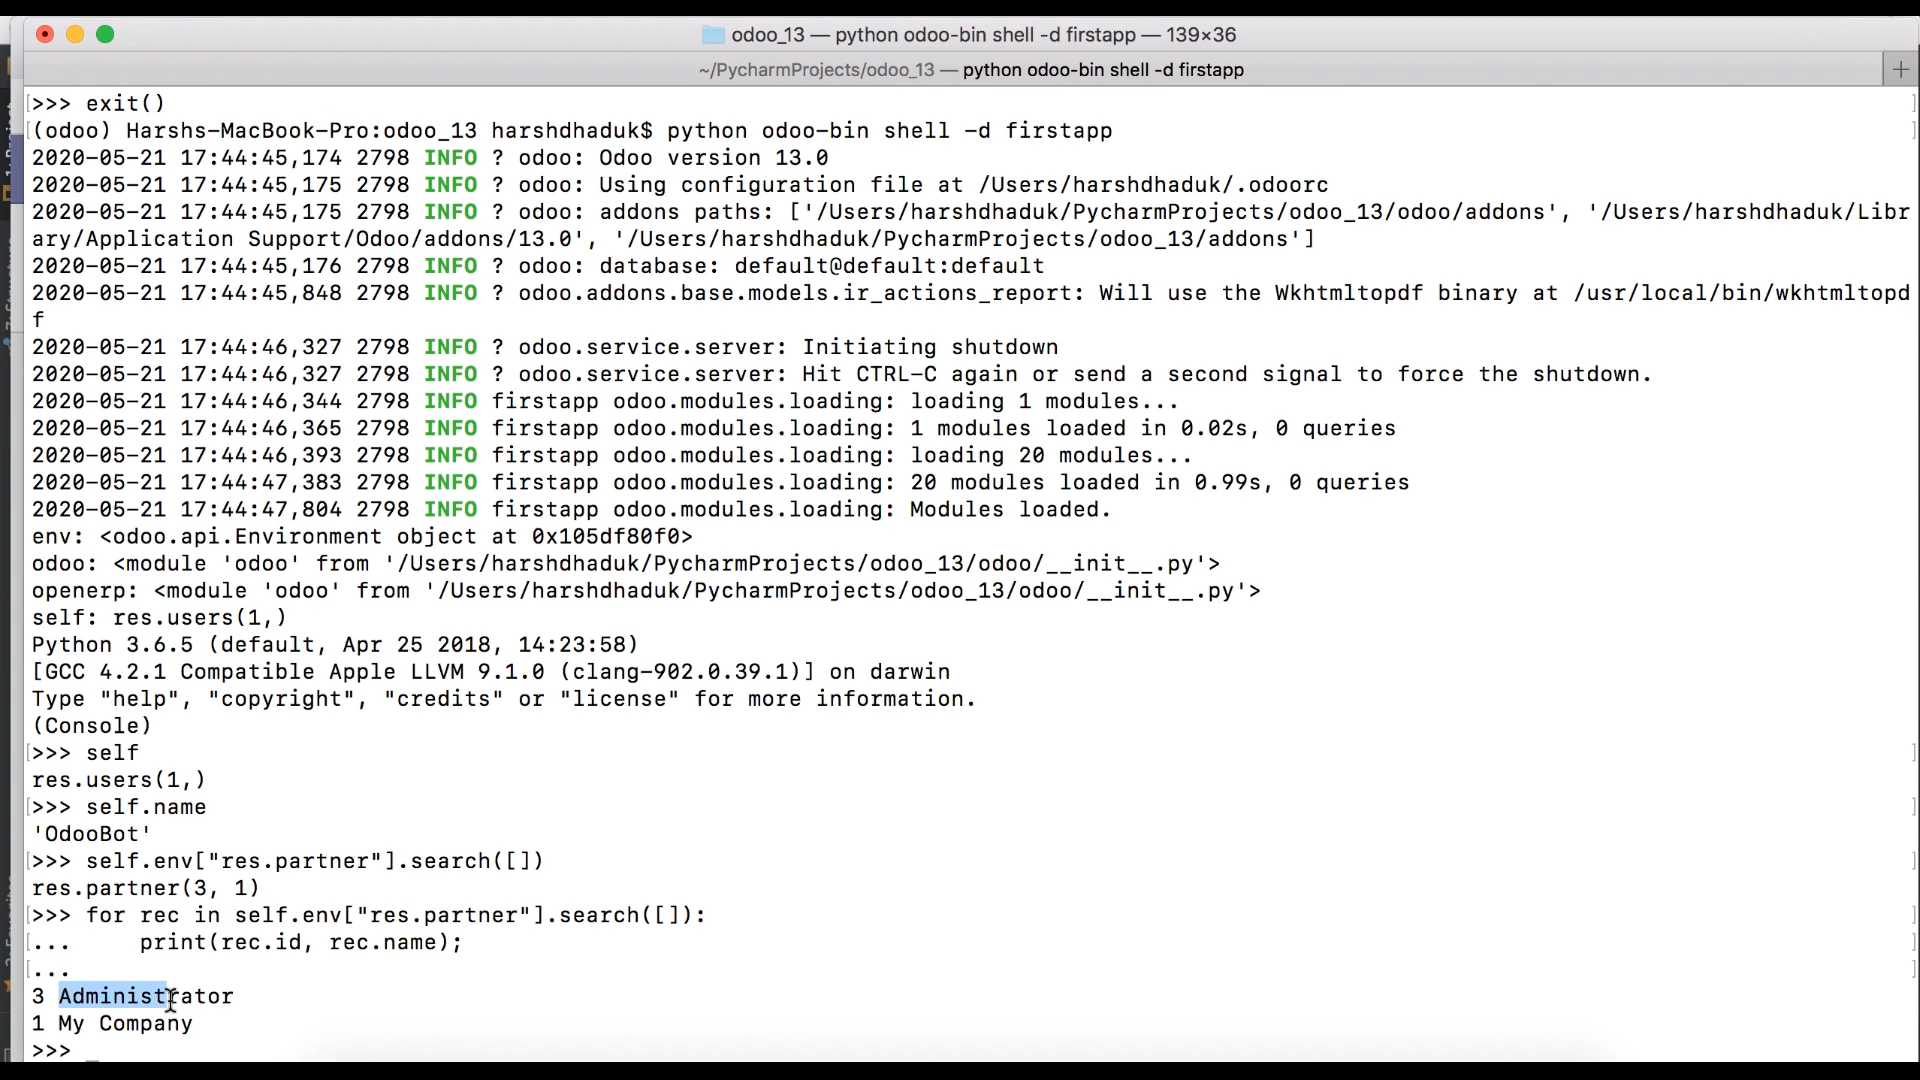 odoo_13 — python odoo-bin shell -d firstapp — 139×36
~/PycharmProjects/odoo_13 — python odoo-bin shell -d firstapp
>>> exit()
(odoo) Harshs-MacBook-Pro:odoo_13 harshdhaduk$ python odoo-bin shell -d firstapp
2020-05-21 17:44:45,174 2798 INFO ? odoo: Odoo version 13.0
2020-05-21 17:44:45,175 2798 INFO ? odoo: Using configuration file at /Users/harshdhaduk/.odoorc
2020-05-21 17:44:45,175 2798 INFO ? odoo: addons paths: ['/Users/harshdhaduk/PycharmProjects/odoo_13/odoo/addons', '/Users/harshdhaduk/Libr
ary/Application Support/Odoo/addons/13.0', '/Users/harshdhaduk/PycharmProjects/odoo_13/addons']
2020-05-21 17:44:45,176 2798 INFO ? odoo: database: default@default:default
2020-05-21 17:44:45,848 2798 INFO ? odoo.addons.base.models.ir_actions_report: Will use the Wkhtmltopdf binary at /usr/local/bin/wkhtmltopd
f
2020-05-21 17:44:46,327 2798 INFO ? odoo.service.server: Initiating shutdown
2020-05-21 17:44:46,327 2798 INFO ? odoo.service.server: Hit CTRL-C again or send a second signal to force the shutdown.
2020-05-21 17:44:46,344 2798 INFO firstapp odoo.modules.loading: loading 1 modules...
2020-05-21 17:44:46,365 2798 INFO firstapp odoo.modules.loading: 1 modules loaded in 0.02s, 0 queries
2020-05-21 17:44:46,393 2798 INFO firstapp odoo.modules.loading: loading 20 modules...
2020-05-21 17:44:47,383 2798 INFO firstapp odoo.modules.loading: 20 modules loaded in 0.99s, 0 queries
2020-05-21 17:44:47,804 2798 INFO firstapp odoo.modules.loading: Modules loaded.
env: <odoo.api.Environment object at 0x105df80f0>
odoo: <module 'odoo' from '/Users/harshdhaduk/PycharmProjects/odoo_13/odoo/__init__.py'>
openerp: <module 'odoo' from '/Users/harshdhaduk/PycharmProjects/odoo_13/odoo/__init__.py'>
self: res.users(1,)
Python 3.6.5 (default, Apr 25 2018, 14:23:58)
[GCC 4.2.1 Compatible Apple LLVM 9.1.0 (clang-902.0.39.1)] on darwin
Type "help", "copyright", "credits" or "license" for more information.
(Console)
>>> self
res.users(1,)
>>> self.name
'OdooBot'
>>> self.env["res.partner"].search([])
res.partner(3, 1)
>>> for rec in self.env["res.partner"].search([]):
...     print(rec.id, rec.name);
...
3 Administrator
1 My Company
>>> _